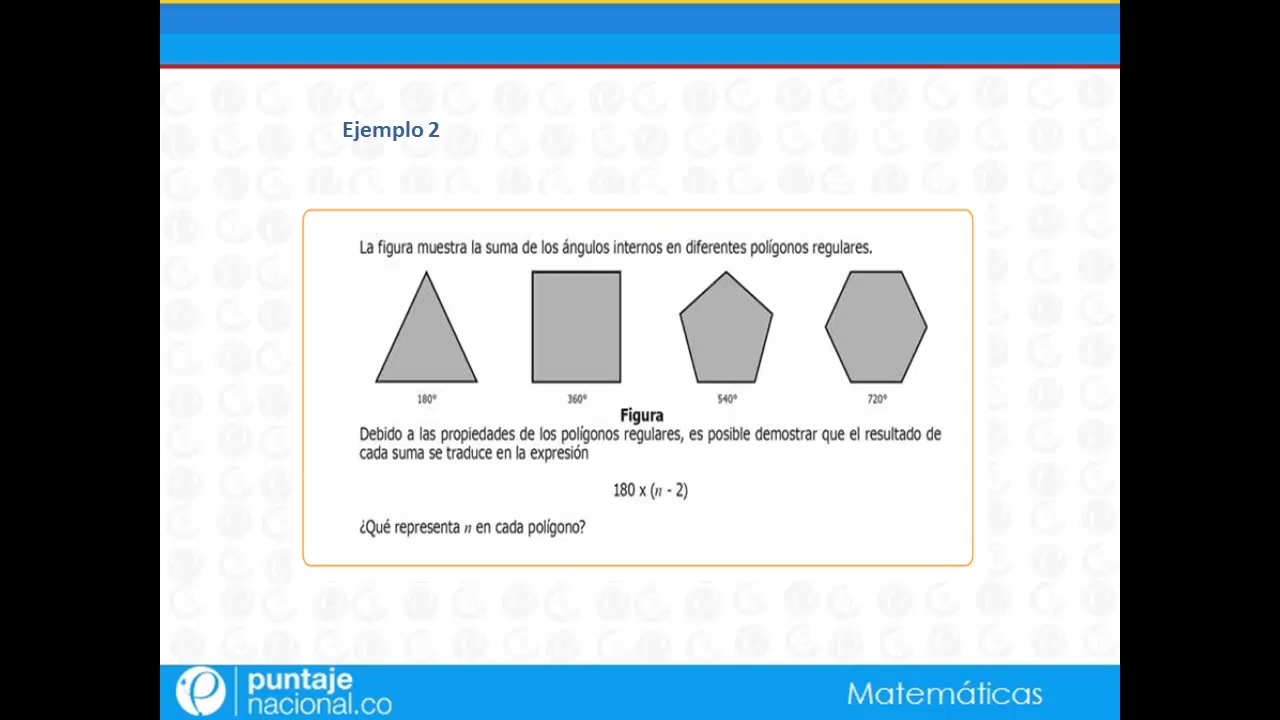 Ejemplo 2
La figura muestra la suma de los ángulos internos en diferentes polígonos regulares.
180° 360° 540° 720°
Figura
Debido a las propiedades de los polígonos regulares, es posible demostrar que el resultado de
cada suma se traduce en la expresión
180 x (n - 2)
¿Qué representa n en cada polígono?
puntaje
nacional.co
Matemáticas